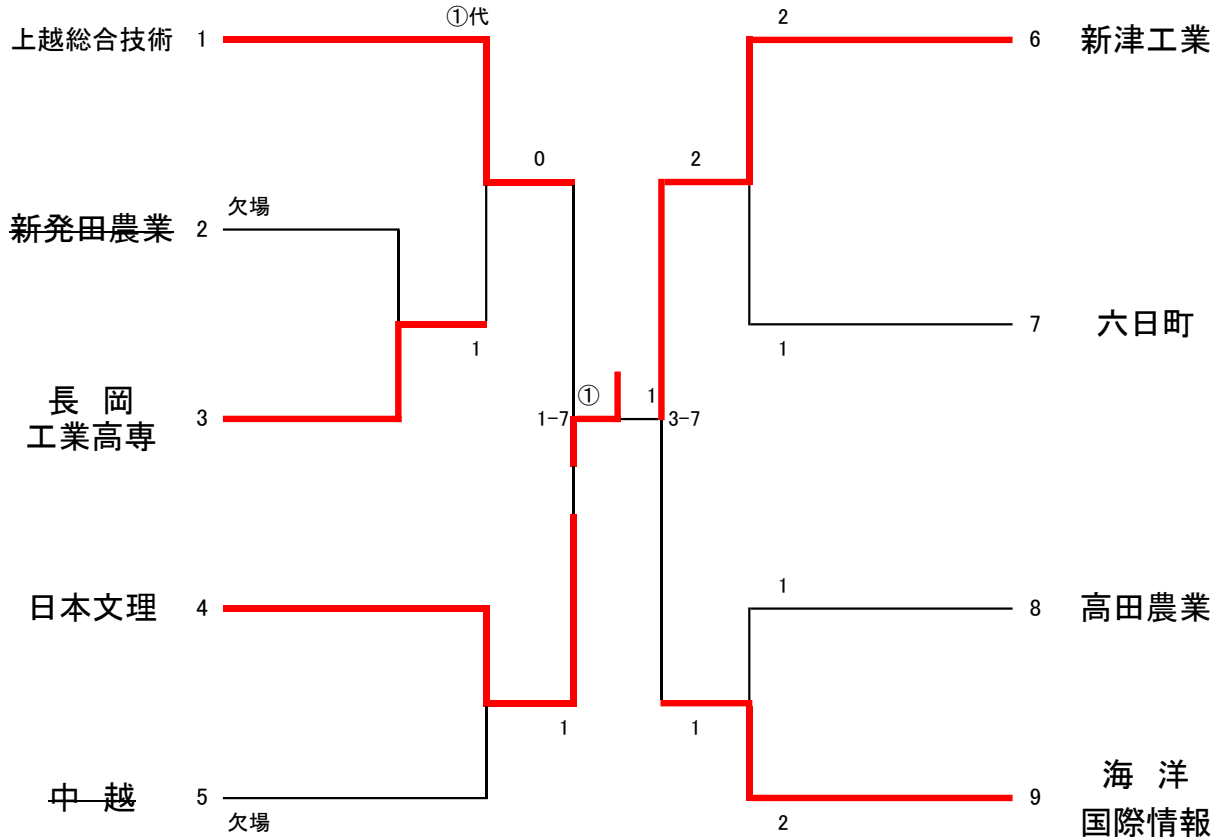 ①代
2
上越総合技術 1
6 新津工業
0
2
新発田農業 2 欠場
1
7 六日町
1
長 岡
工業高専
3
①
1
1-7
3-7
1
日本文理 4
8 高田農業
1
1
中 越 5
欠場
9
海 洋
国際情報
2